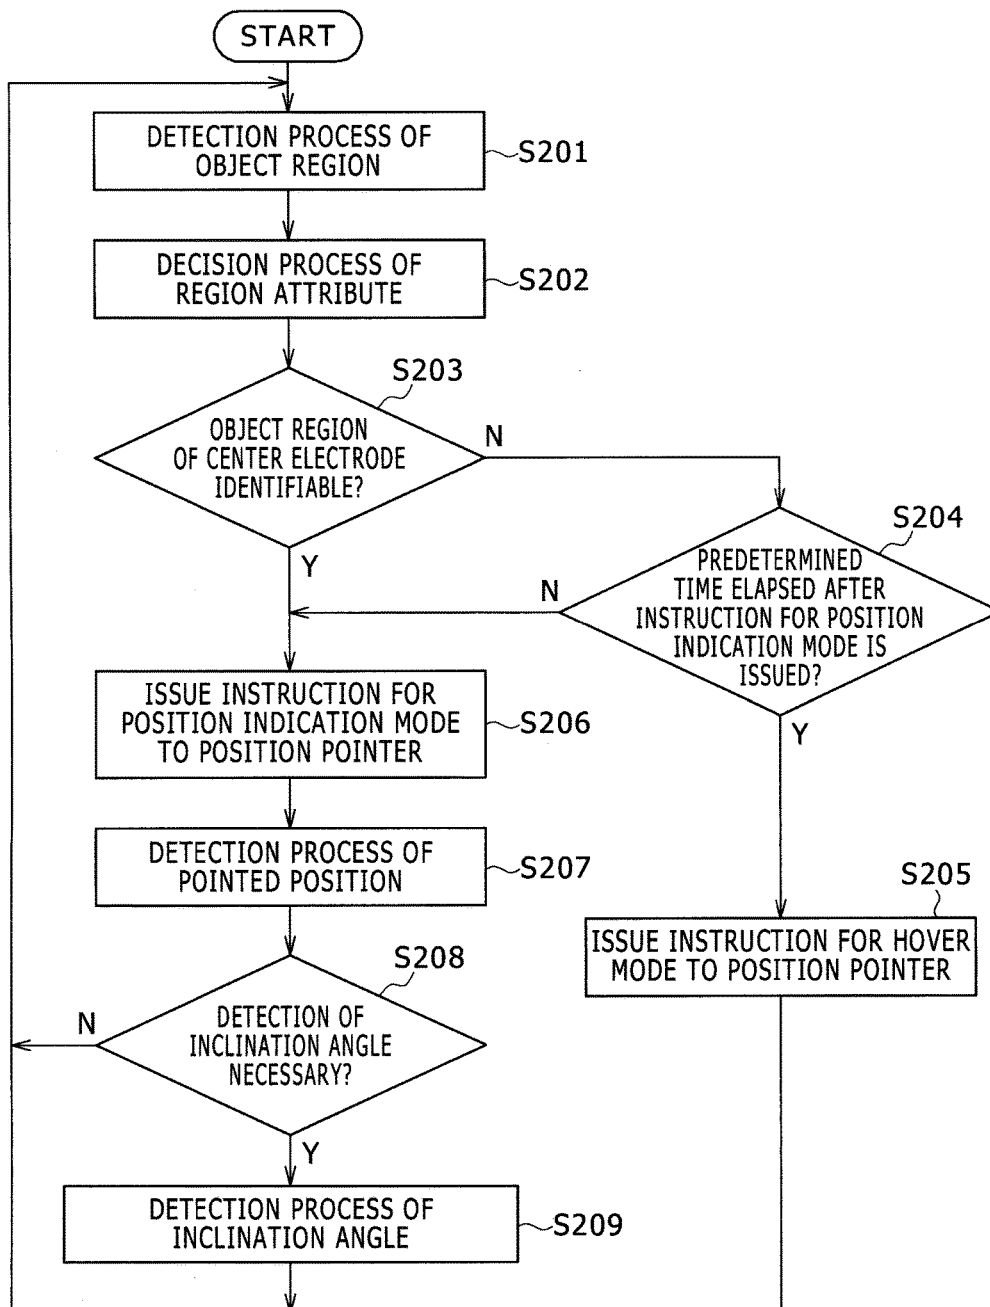 START
DETECTION PROCESS OF
OBJECT REGION
S201
DECISION PROCESS OF
REGION ATTRIBUTE
S202
S203
OBJECT REGION
OF CENTER ELECTRODE
IDENTIFIABLE?
N
Y
S204
PREDETERMINED
TIME ELAPSED AFTER
INSTRUCTION FOR POSITION
INDICATION MODE IS
ISSUED?
N
Y
ISSUE INSTRUCTION FOR
POSITION INDICATION MODE
TO POSITION POINTER
S206
DETECTION PROCESS OF
POINTED POSITION
S207
S205
ISSUE INSTRUCTION FOR HOVER
MODE TO POSITION POINTER
S208
DETECTION OF
INCLINATION ANGLE
NECESSARY?
N
Y
DETECTION PROCESS OF
INCLINATION ANGLE
S209